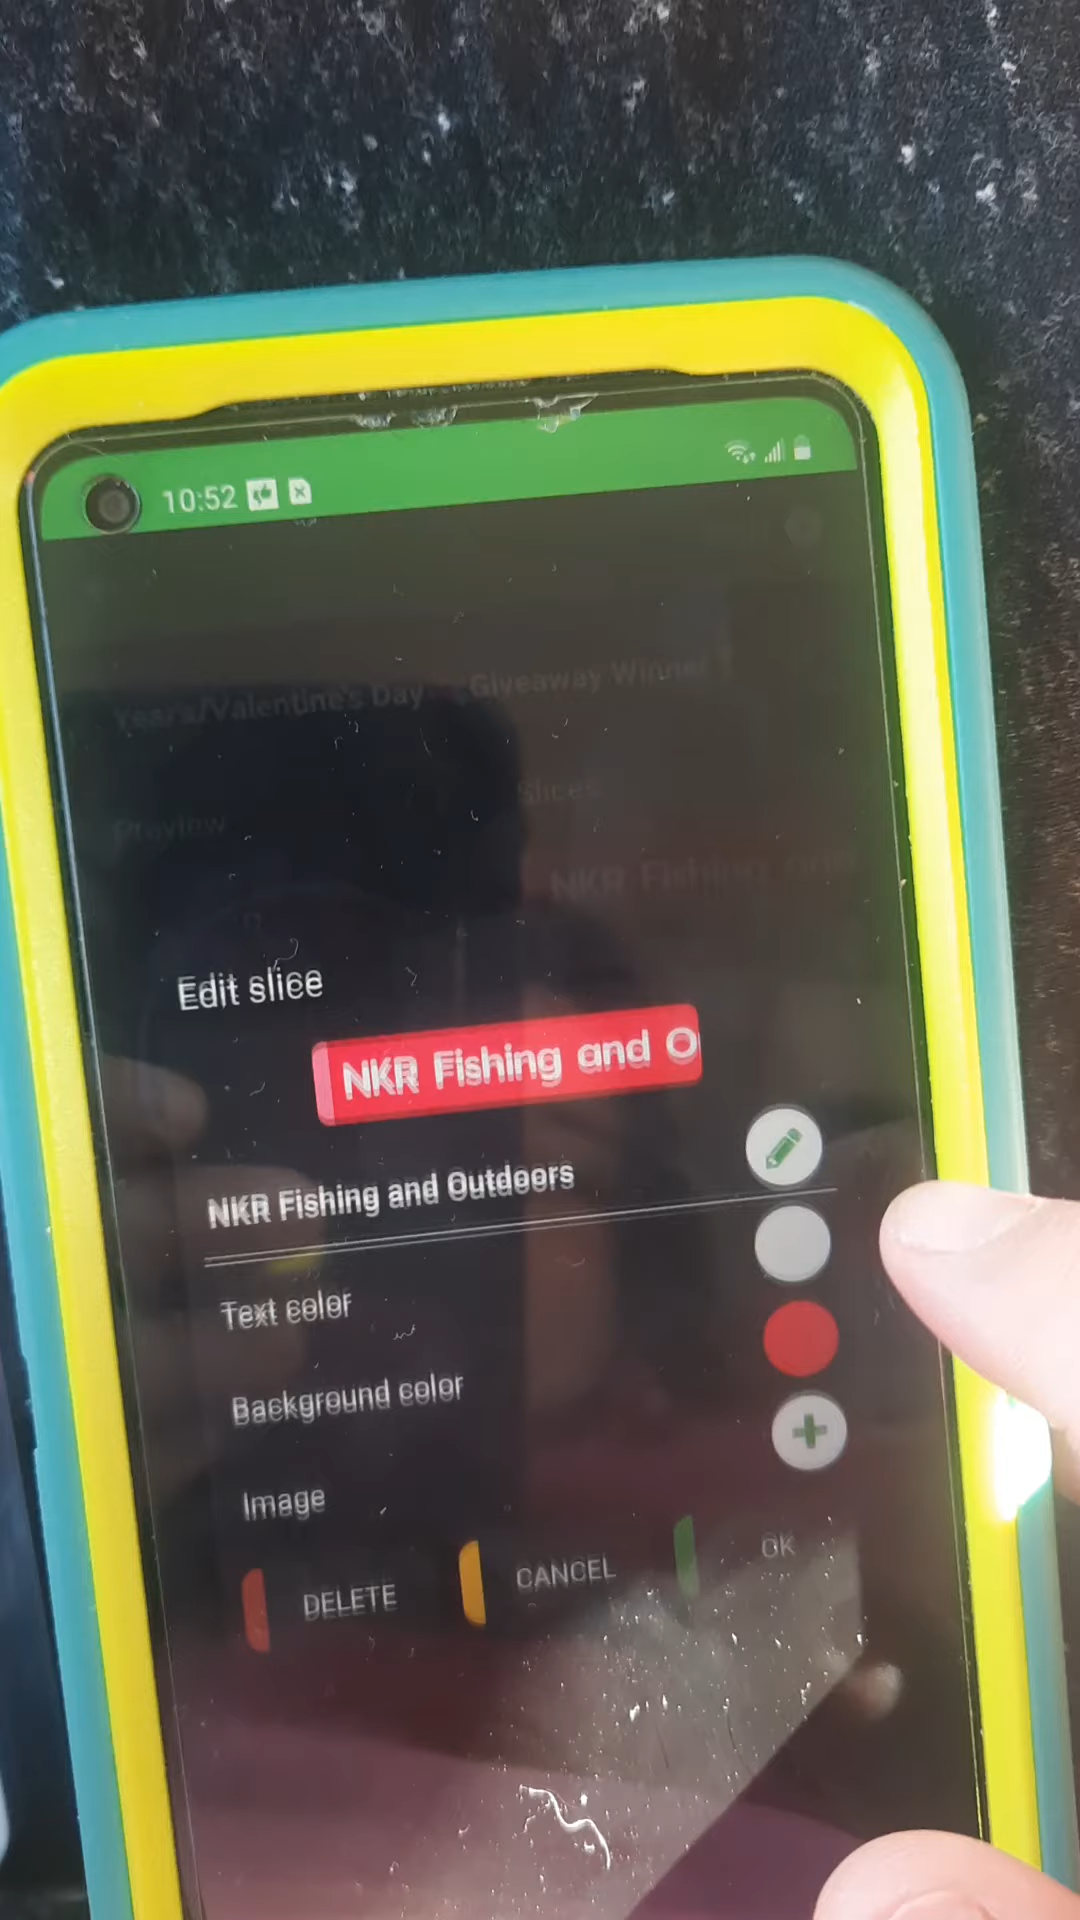 10:52
Years/Valentine's Day Giveaway Winner
Slices
Preview
NKR Fishing and
Edit slice
NKR Fishing and O
NKR Fishing and Outdoors
Text color
Background color
Image
DELETE CANCEL OK